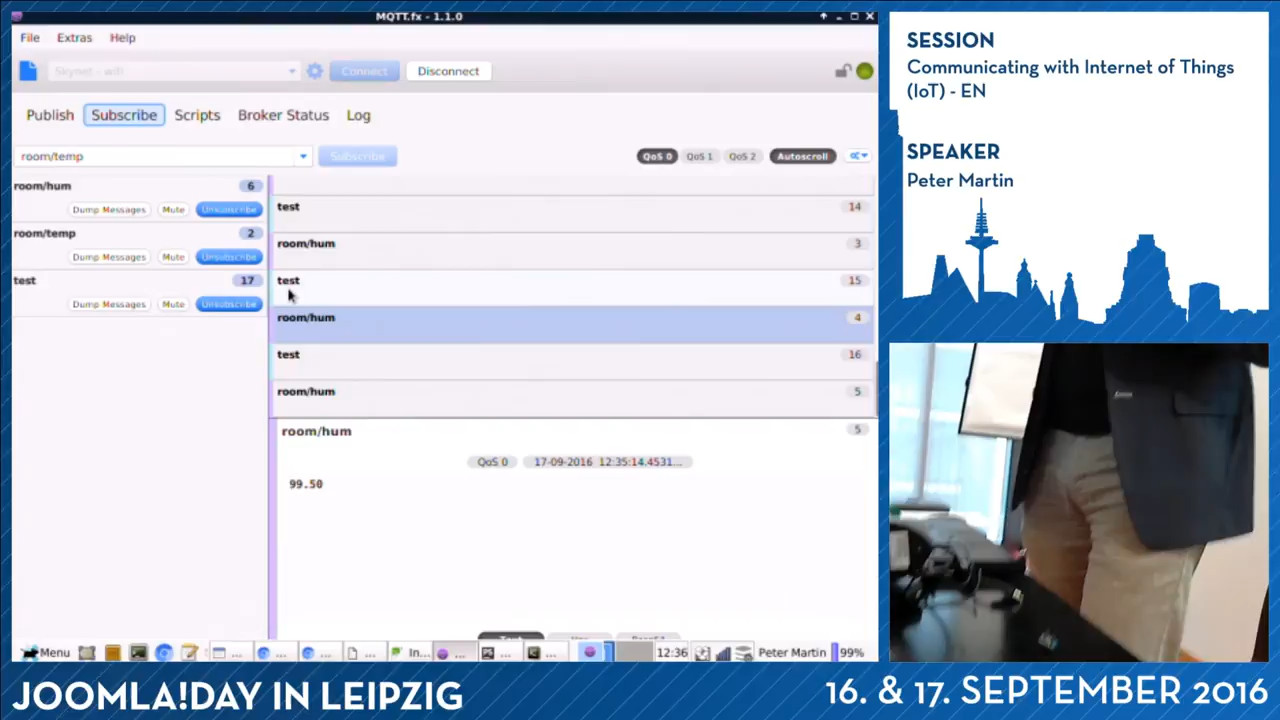 MQTT.fx - 1.1.0
File Extras Help
Skynet - wifi Connect Disconnect
Publish Subscribe Scripts Broker Status Log
room/temp Subscribe QoS 0 QoS 1 QoS 2 Autoscroll
room/hum 6
Dump Messages Mute Unsubscribe
room/temp 2
Dump Messages Mute Unsubscribe
test 17
Dump Messages Mute Unsubscribe
test 14
room/hum 3
test 15
room/hum 4
test 16
room/hum 5
room/hum 5
QoS 0 17-09-2016 12:35:14.4531...
99.50
Menu ... ... ... ... In... ... ... ... 12:36 Peter Martin 99%
SESSION
Communicating with Internet of Things
(IoT) - EN
SPEAKER
Peter Martin
JOOMLA!DAY IN LEIPZIG
16. & 17. SEPTEMBER 2016